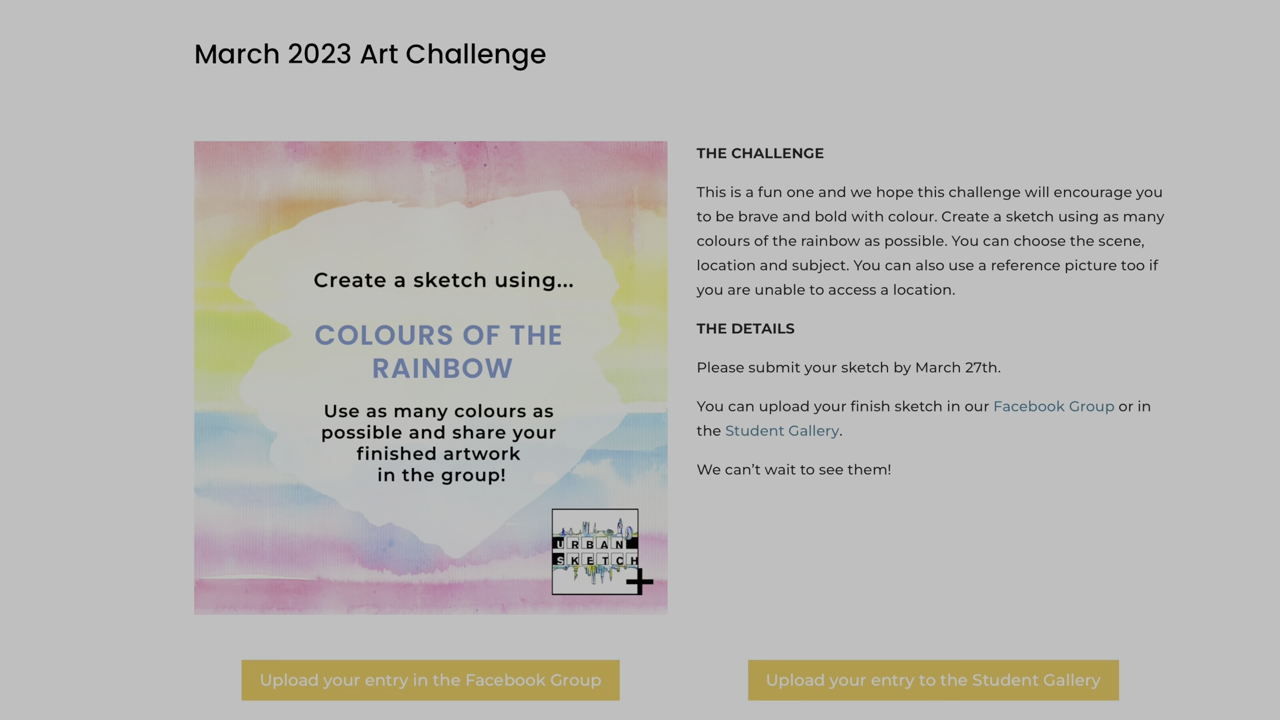 March 2023 Art Challenge
Create a sketch using...
COLOURS OF THE
RAINBOW
Use as many colours as
possible and share your
finished artwork
in the group!
URBAN
SKETCH
+
THE CHALLENGE
This is a fun one and we hope this challenge will encourage you
to be brave and bold with colour. Create a sketch using as many
colours of the rainbow as possible. You can choose the scene,
location and subject. You can also use a reference picture too if
you are unable to access a location.
THE DETAILS
Please submit your sketch by March 27th.
You can upload your finish sketch in our Facebook Group or in
the Student Gallery.
We can’t wait to see them!
Upload your entry in the Facebook Group
Upload your entry to the Student Gallery